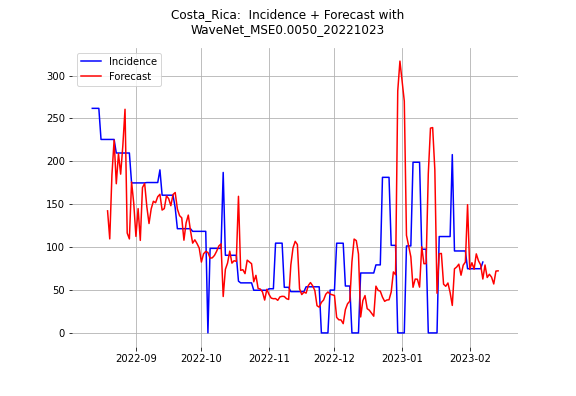 Costa_Rica:  Incidence + Forecast with
WaveNet_MSE0.0050_20221023
Incidence
Forecast
300
250
200
150
100
50
0
2022-09 2022-10 2022-11 2022-12 2023-01 2023-02